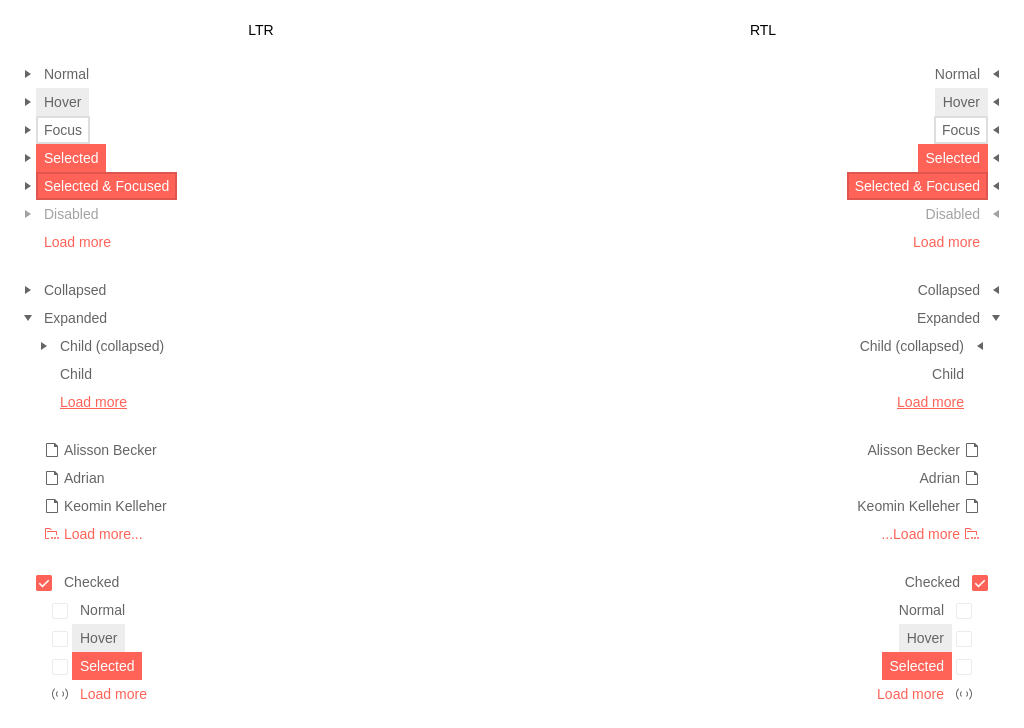 LTR
Normal
Hover
Focus
Selected
Selected & Focused
Disabled
Load more
Collapsed
Expanded
Child (collapsed)
Child
Load more
Alisson Becker
Adrian
Keomin Kelleher
Load more...
Checked
Normal
Hover
Selected
Load more
RTL
Normal
Hover
Focus
Selected
Selected & Focused
Disabled
Load more
Collapsed
Expanded
Child (collapsed)
Child
Load more
Alisson Becker
Adrian
Keomin Kelleher
...Load more
Checked
Normal
Hover
Selected
Load more